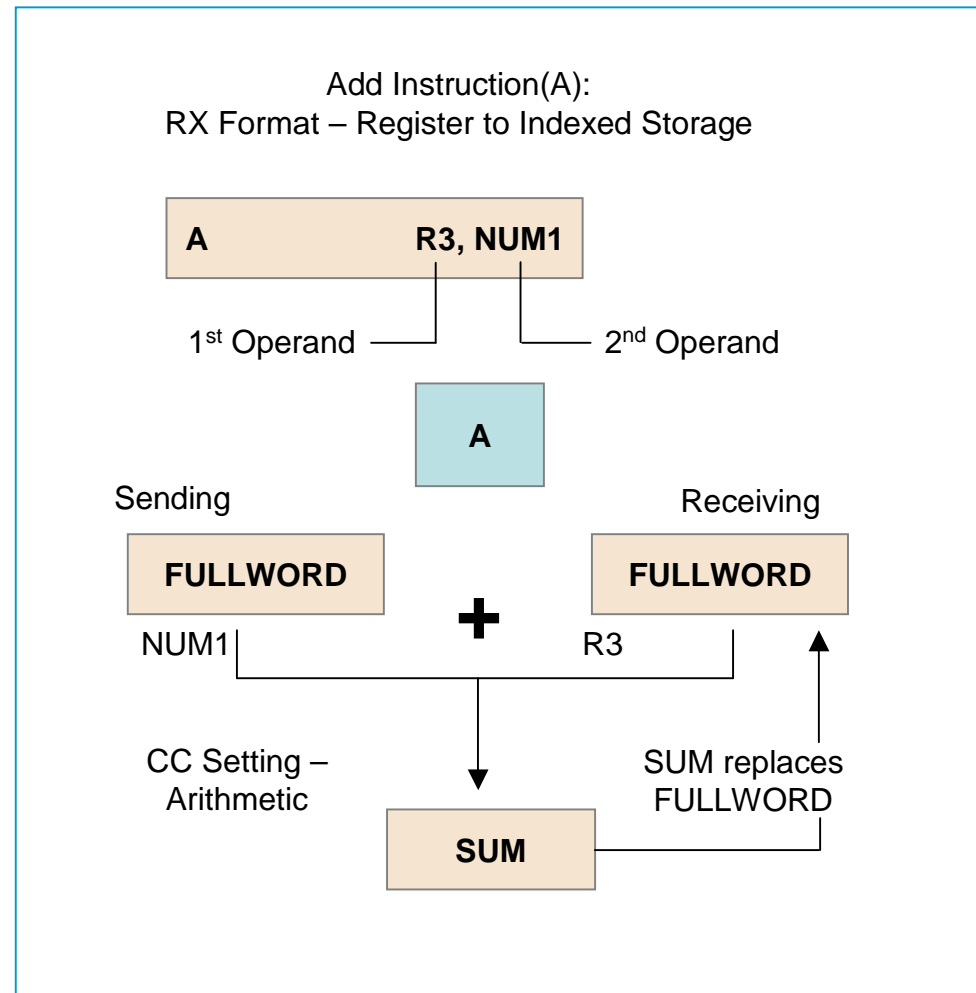 Add Instruction(A):
RX Format – Register to Indexed Storage
A R3, NUM1
1st Operand 2nd Operand
A
Sending Receiving
FULLWORD FULLWORD
+
NUM1 R3
CC Setting –
Arithmetic
SUM replaces
FULLWORD
SUM